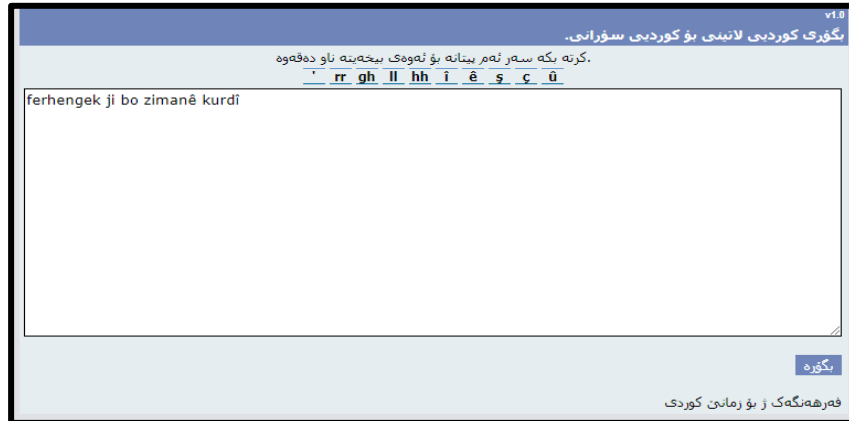 v1.0
بگۆڕی کوردیی لاتینی بۆ کوردیی سۆرانی.
کرتە بکە سەر ئەم پیتانە بۆ ئەوەی بیخەیتە ناو دەقەوە.
' rr gh ll hh î ê ş ç û
ferhengek ji bo zimanê kurdî
بگۆڕە
فەرھەنگەک ژ بۆ زمانێ کوردی